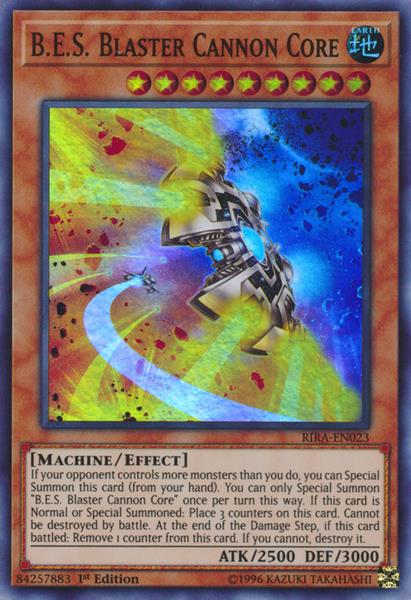 B.E.S. BLASTER CANNON CORE
EARTH
地
RIRA-EN023
[MACHINE/EFFECT]
If your opponent controls more monsters than you do, you can Special
Summon this card (from your hand). You can only Special Summon
"B.E.S. Blaster Cannon Core" once per turn this way. If this card is
Normal or Special Summoned: Place 3 counters on this card. Cannot
be destroyed by battle. At the end of the Damage Step, if this card
battled: Remove 1 counter from this card. If you cannot, destroy it.
ATK/2500 DEF/3000
84257883 1st Edition ©1996 KAZUKI TAKAHASHI